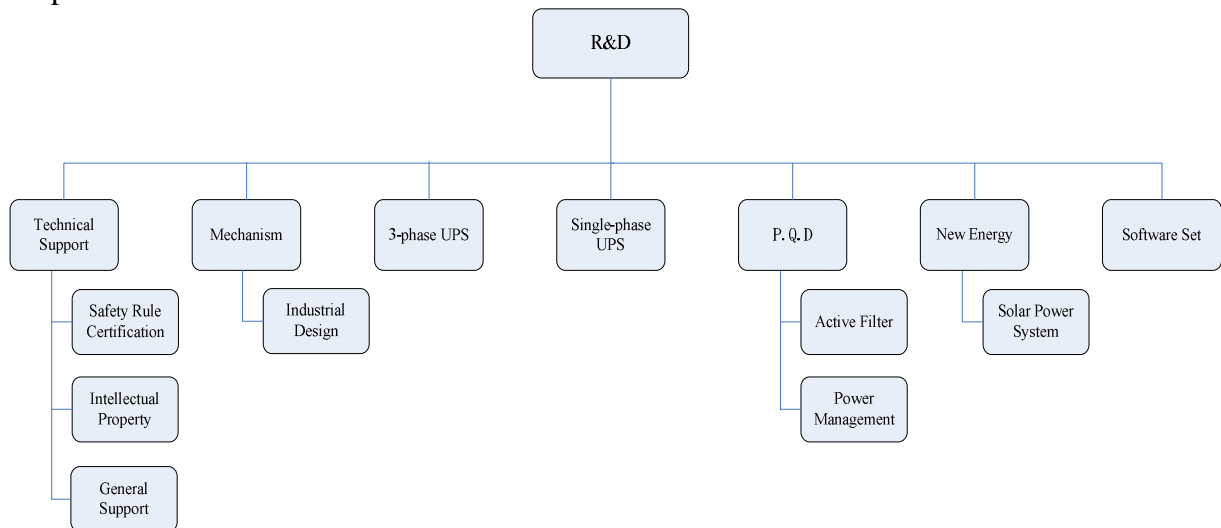 R&D
Technical
Support
Mechanism
3-phase UPS
Single-phase
UPS
P.Q.D
New Energy
Software Set
Safety Rule
Certification
Industrial
Design
Active Filter
Solar Power
System
Intellectual
Property
Power
Management
General
Support